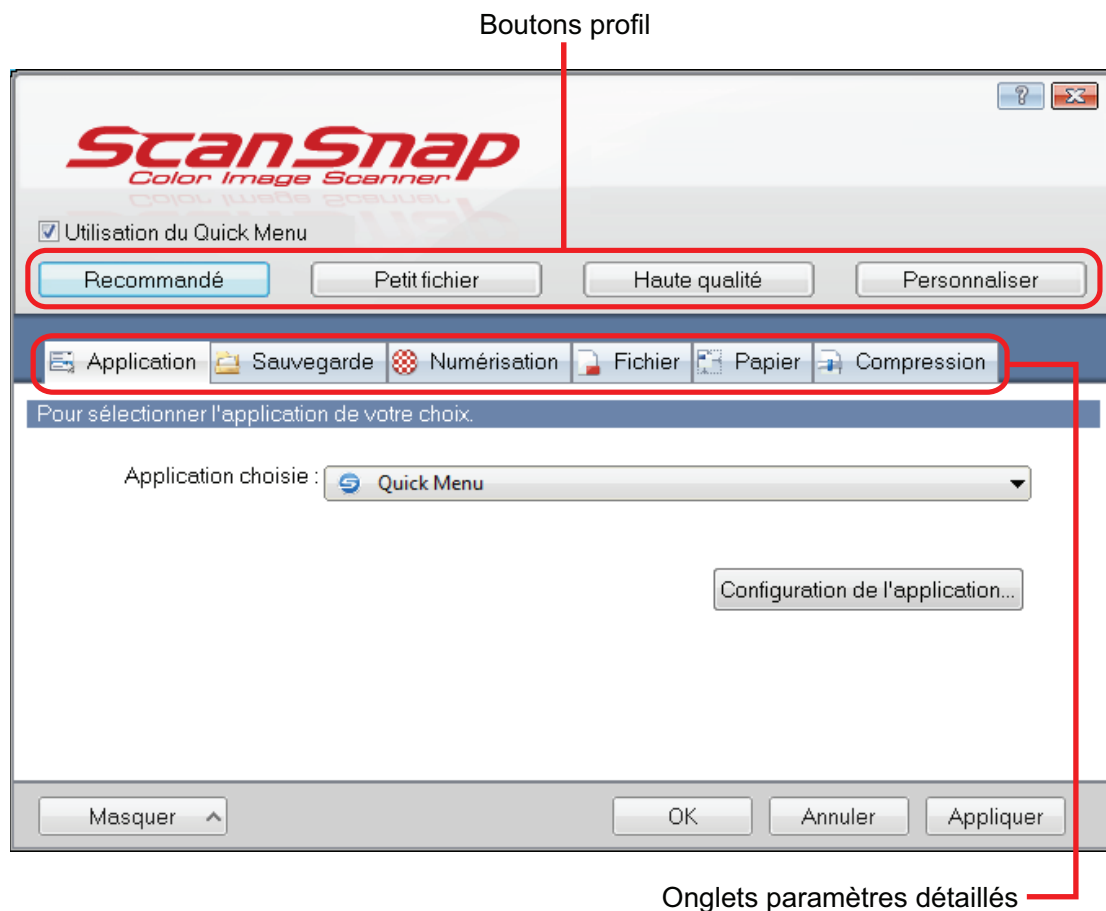 Boutons profil
ScanSnap
Color Image Scanner
Utilisation du Quick Menu
Recommandé Petit fichier Haute qualité Personnaliser
Application Sauvegarde Numérisation Fichier Papier Compression
Pour sélectionner l'application de votre choix.
Application choisie : Quick Menu
Configuration de l'application...
Masquer OK Annuler Appliquer
Onglets paramètres détaillés